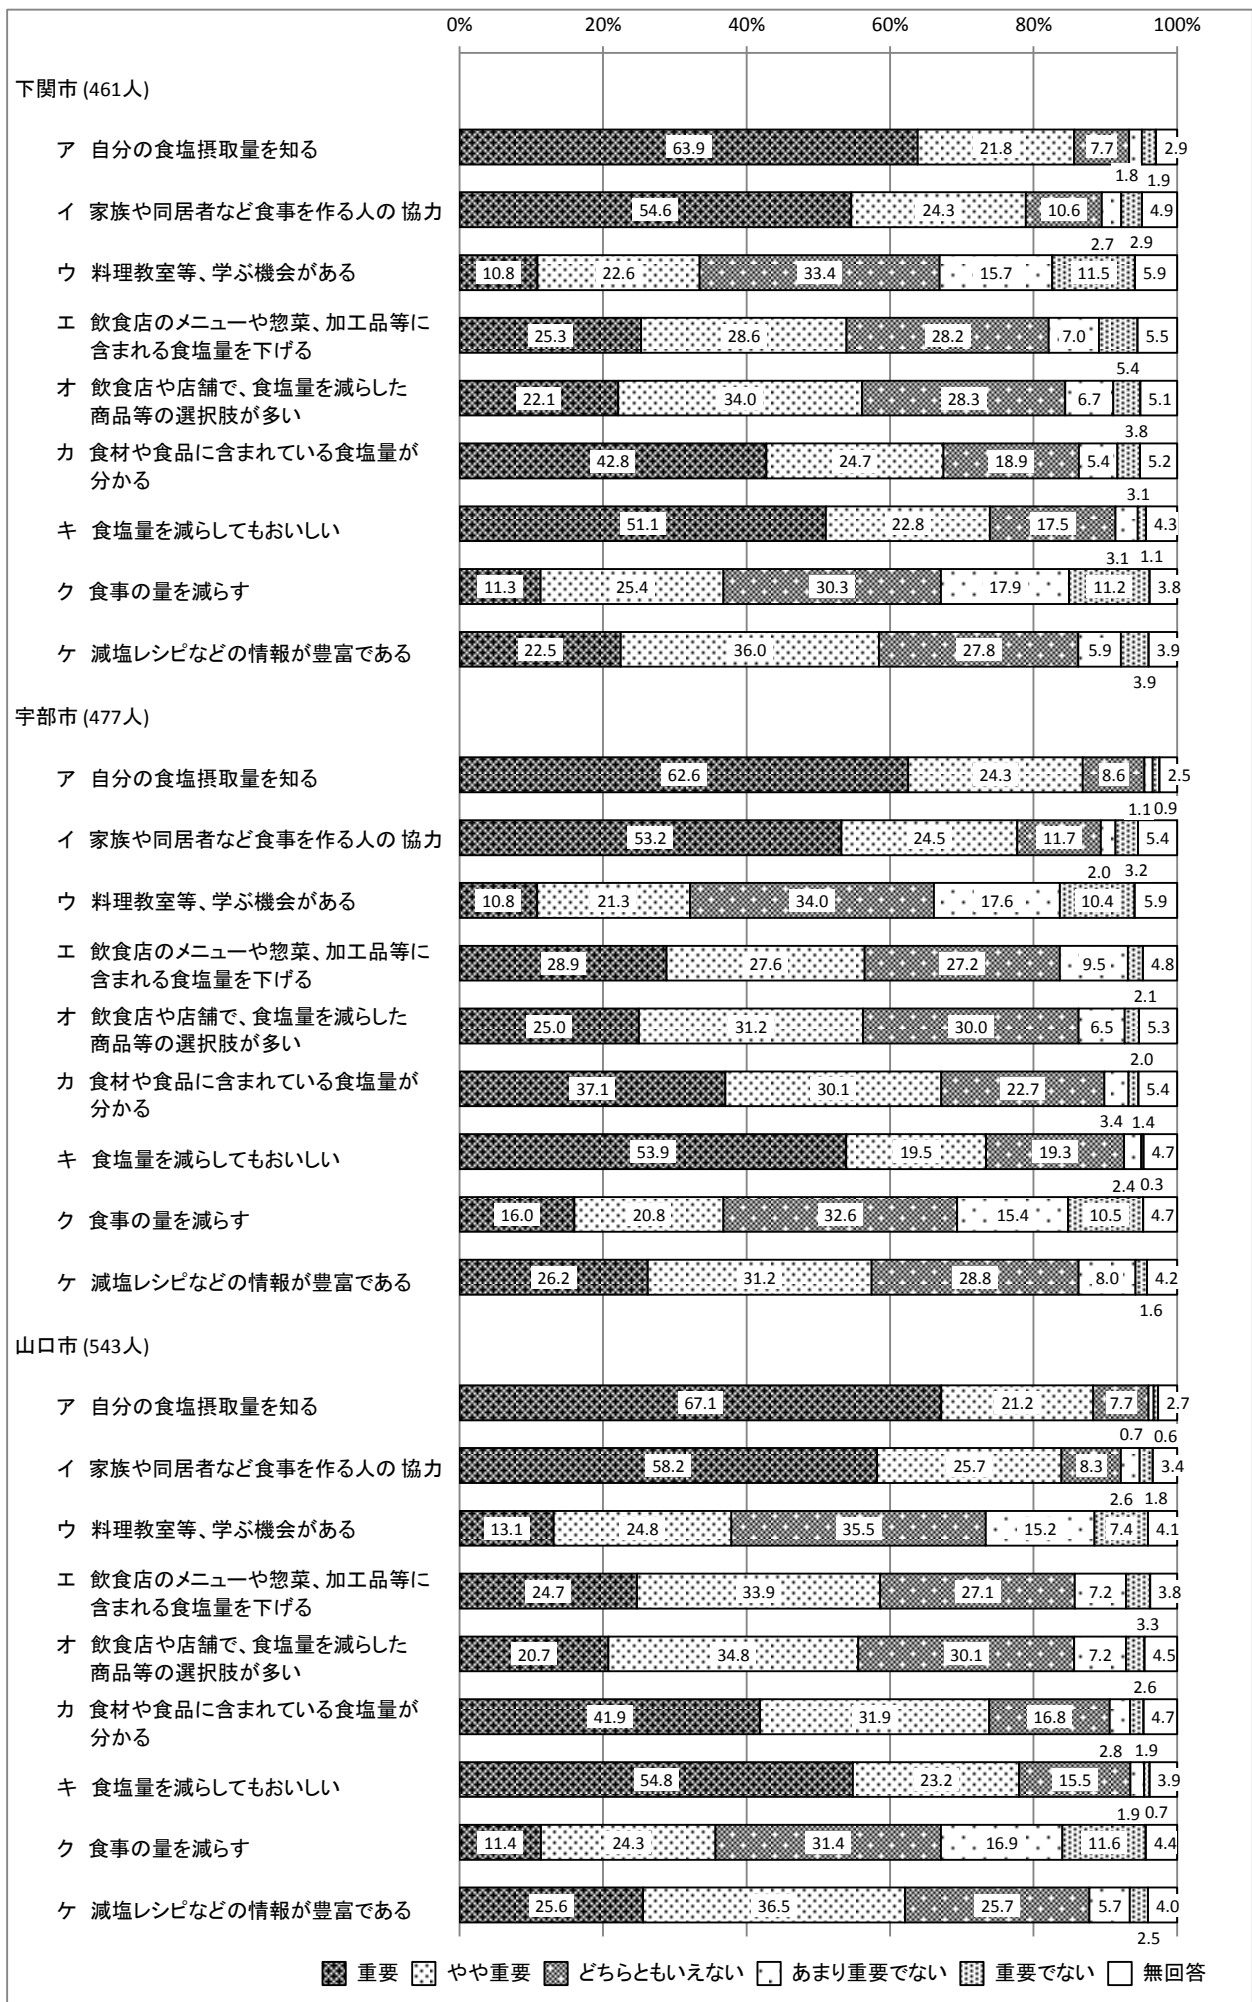 0% 20% 40% 60% 80% 100%
下関市 (461人)
ア 自分の食塩摂取量を知る 63.9 21.8 7.7 2.9
1.8 1.9
イ 家族や同居者など食事を作る人の 協力 54.6 24.3 10.6 4.9
2.7 2.9
ウ 料理教室等、学ぶ機会がある 10.8 22.6 33.4 15.7 11.5 5.9
エ 飲食店のメニューや惣菜、加工品等に
含まれる食塩量を下げる 25.3 28.6 28.2 7.0 5.5
5.4
オ 飲食店や店舗で、食塩量を減らした
商品等の選択肢が多い 22.1 34.0 28.3 6.7 5.1
3.8
カ 食材や食品に含まれている食塩量が
分かる 42.8 24.7 18.9 5.4 5.2
3.1
キ 食塩量を減らしてもおいしい 51.1 22.8 17.5 4.3
3.1 1.1
ク 食事の量を減らす 11.3 25.4 30.3 17.9 11.2 3.8
ケ 減塩レシピなどの情報が豊富である 22.5 36.0 27.8 5.9 3.9
3.9
宇部市 (477人)
ア 自分の食塩摂取量を知る 62.6 24.3 8.6 2.5
1.1 0.9
イ 家族や同居者など食事を作る人の 協力 53.2 24.5 11.7 5.4
2.0 3.2
ウ 料理教室等、学ぶ機会がある 10.8 21.3 34.0 17.6 10.4 5.9
エ 飲食店のメニューや惣菜、加工品等に
含まれる食塩量を下げる 28.9 27.6 27.2 9.5 4.8
2.1
オ 飲食店や店舗で、食塩量を減らした
商品等の選択肢が多い 25.0 31.2 30.0 6.5 5.3
2.0
カ 食材や食品に含まれている食塩量が
分かる 37.1 30.1 22.7 5.4
3.4 1.4
キ 食塩量を減らしてもおいしい 53.9 19.5 19.3 4.7
2.4 0.3
ク 食事の量を減らす 16.0 20.8 32.6 15.4 10.5 4.7
ケ 減塩レシピなどの情報が豊富である 26.2 31.2 28.8 8.0 4.2
1.6
山口市 (543人)
ア 自分の食塩摂取量を知る 67.1 21.2 7.7 2.7
0.7 0.6
イ 家族や同居者など食事を作る人の 協力 58.2 25.7 8.3 3.4
2.6 1.8
ウ 料理教室等、学ぶ機会がある 13.1 24.8 35.5 15.2 7.4 4.1
エ 飲食店のメニューや惣菜、加工品等に
含まれる食塩量を下げる 24.7 33.9 27.1 7.2 3.8
3.3
オ 飲食店や店舗で、食塩量を減らした
商品等の選択肢が多い 20.7 34.8 30.1 7.2 4.5
2.6
カ 食材や食品に含まれている食塩量が
分かる 41.9 31.9 16.8 4.7
2.8 1.9
キ 食塩量を減らしてもおいしい 54.8 23.2 15.5 3.9
1.9 0.7
ク 食事の量を減らす 11.4 24.3 31.4 16.9 11.6 4.4
ケ 減塩レシピなどの情報が豊富である 25.6 36.5 25.7 5.7 4.0
2.5
重要 やや重要 どちらともいえない あまり重要でない 重要でない 無回答